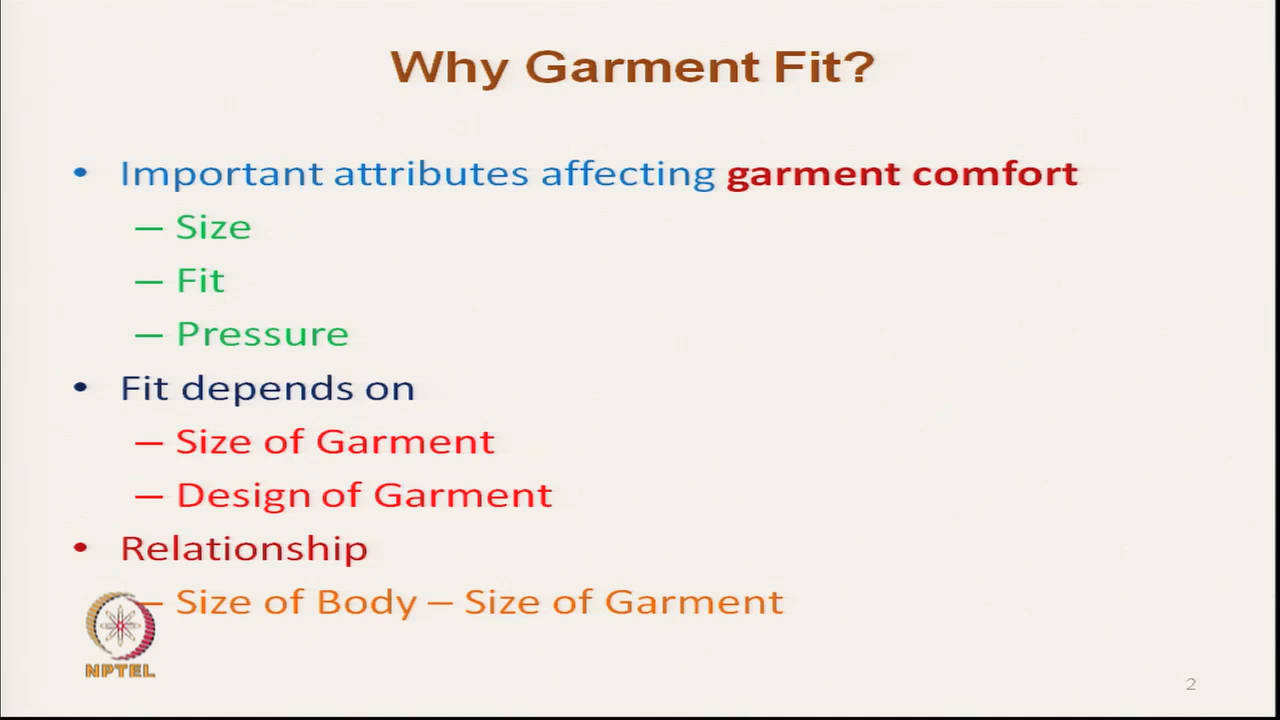 Why Garment Fit?
• Important attributes affecting garment comfort
– Size
– Fit
– Pressure
• Fit depends on
– Size of Garment
– Design of Garment
• Relationship
– Size of Body – Size of Garment
NPTEL
2